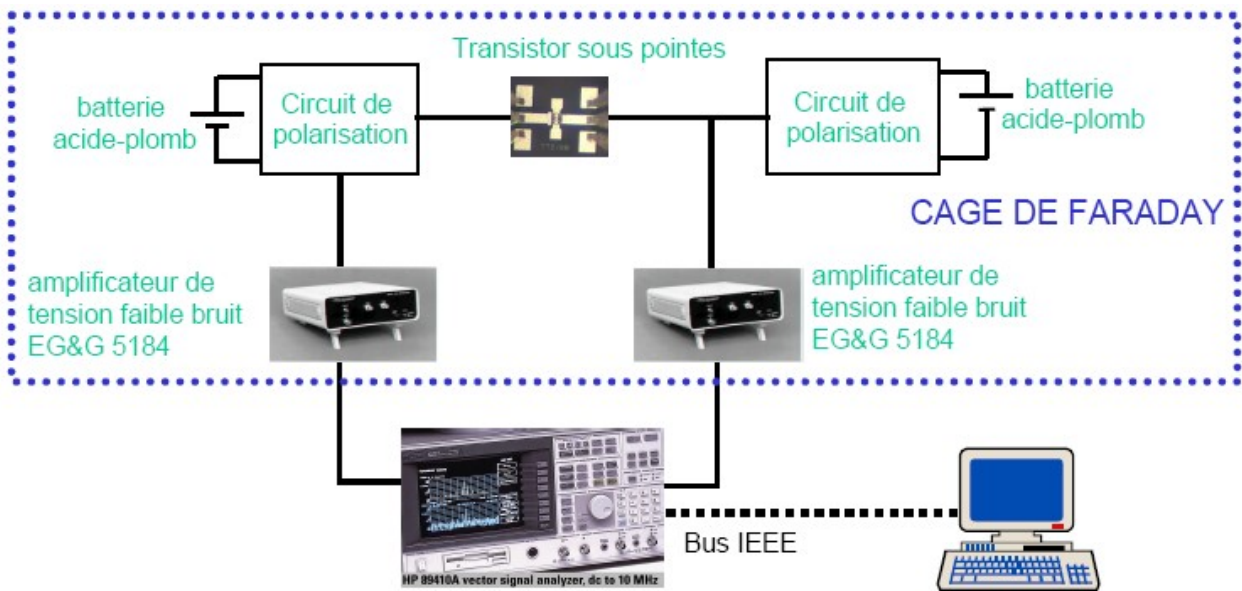 Transistor sous pointes
batterie
acide-plomb
Circuit de
polarisation
Circuit de
polarisation
batterie
acide-plomb
CAGE DE FARADAY
amplificateur de
tension faible bruit
EG&G 5184
amplificateur de
tension faible bruit
EG&G 5184
Bus IEEE
HP 89410A vector signal analyzer, dc to 10 MHz